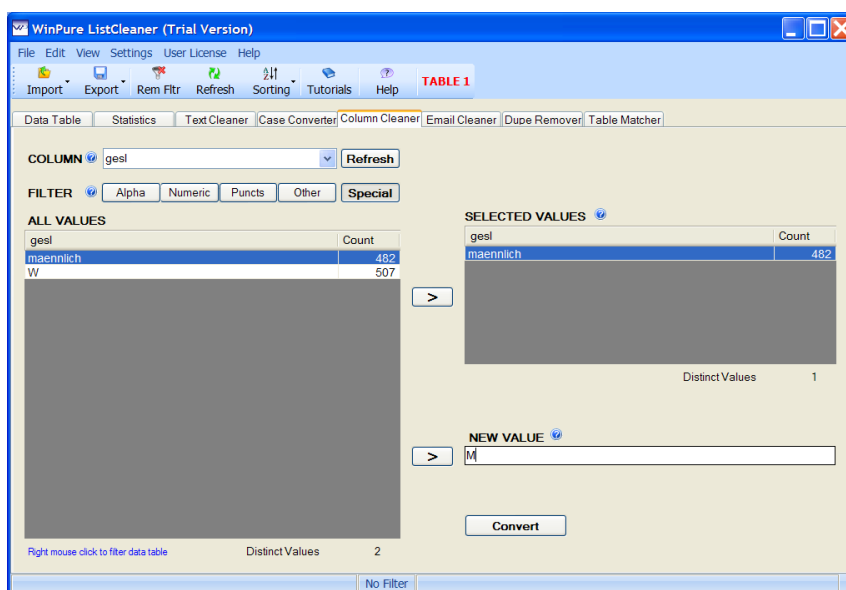 WinPure ListCleaner (Trial Version)
File Edit View Settings User License Help
Import Export Rem Fltr Refresh Sorting Tutorials Help TABLE 1
Data Table Statistics Text Cleaner Case Converter Column Cleaner Email Cleaner Dupe Remover Table Matcher
COLUMN gesl Refresh
FILTER Alpha Numeric Puncts Other Special
ALL VALUES
gesl Count
maennlich 482
W 507
Right mouse click to filter data table Distinct Values 2
>
SELECTED VALUES
gesl Count
maennlich 482
Distinct Values 1
NEW VALUE
> M
Convert
No Filter